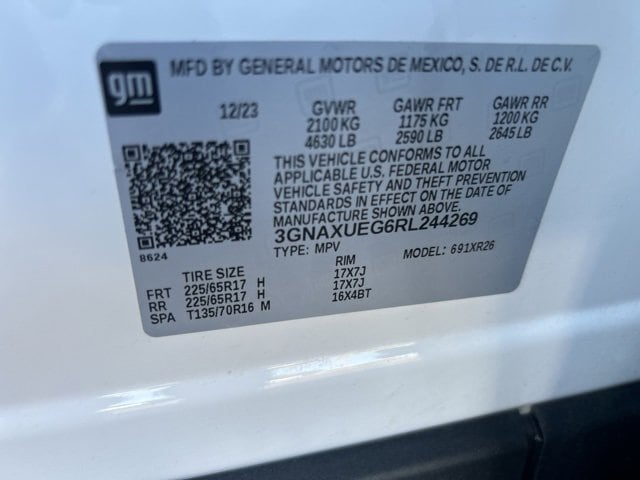 gm MFD BY GENERAL MOTORS DE MEXICO, S. DE R.L. DE C.V.
12/23 GVWR GAWR FRT GAWR RR
2100 KG 1175 KG 1200 KG
4630 LB 2590 LB 2645 LB
THIS VEHICLE CONFORMS TO ALL
APPLICABLE U.S. FEDERAL MOTOR
VEHICLE SAFETY AND THEFT PREVENTION
STANDARDS IN EFFECT ON THE DATE OF
MANUFACTURE SHOWN ABOVE.
3GNAXUEG6RL244269
8624 TYPE: MPV MODEL: 691XR26
TIRE SIZE RIM
FRT 225/65R17 H 17X7J
RR 225/65R17 H 17X7J
SPA T135/70R16 M 16X4BT